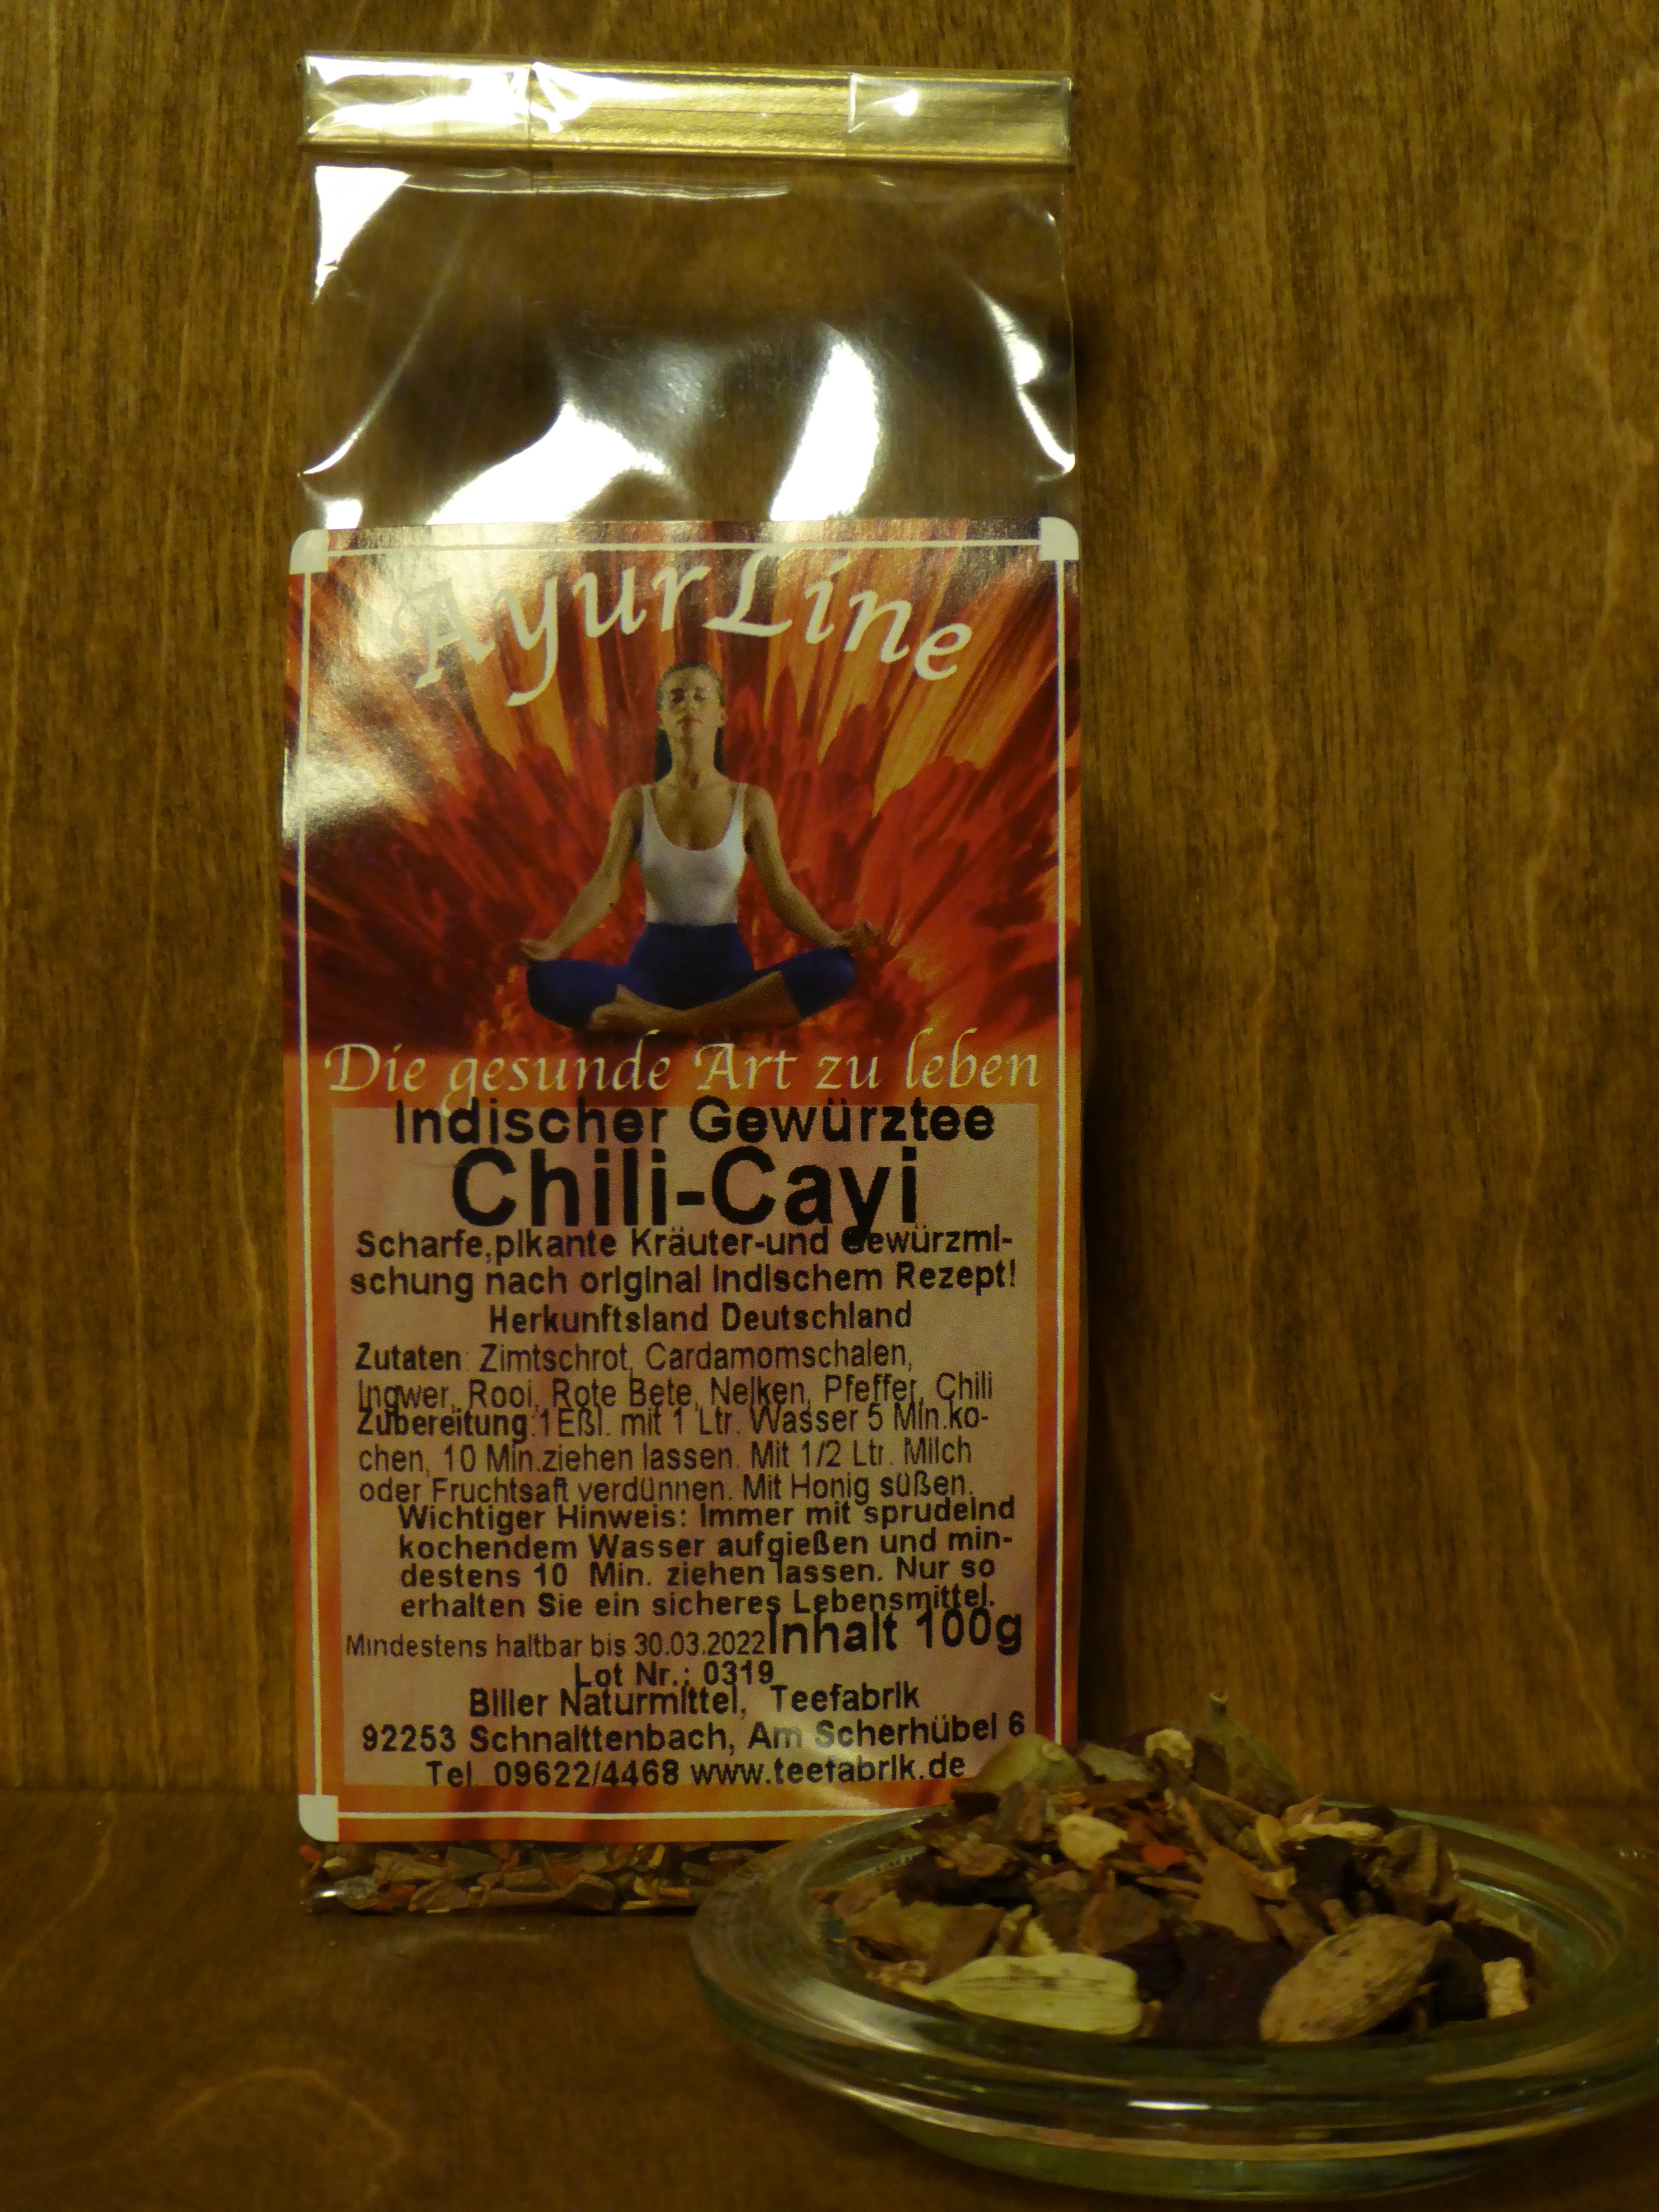 AyurLine
Die gesunde Art zu leben
Indischer Gewürztee
Chili-Cayi
Scharfe,pikante Kräuter-und Gewürzmi-
schung nach original indischem Rezept!
Herkunftsland Deutschland
Zutaten: Zimtschrot, Cardamomschalen,
Ingwer, Rooi, Rote Bete, Nelken, Pfeffer, Chili
Zubereitung:1Eßl. mit 1 Ltr. Wasser 5 Min.ko-
chen, 10 Min.ziehen lassen. Mit 1/2 Ltr. Milch
oder Fruchtsaft verdünnen. Mit Honig süßen.
Wichtiger Hinweis: Immer mit sprudelnd
kochendem Wasser aufgießen und min-
destens 10 Min. ziehen lassen. Nur so
erhalten Sie ein sicheres Lebensmittel.
Mindestens haltbar bis 30.03.2022 Inhalt 100g
Lot Nr.: 0319
Biller Naturmittel, Teefabrik
92253 Schnaittenbach, Am Scherhübel 6
Tel. 09622/4468 www.teefabrik.de